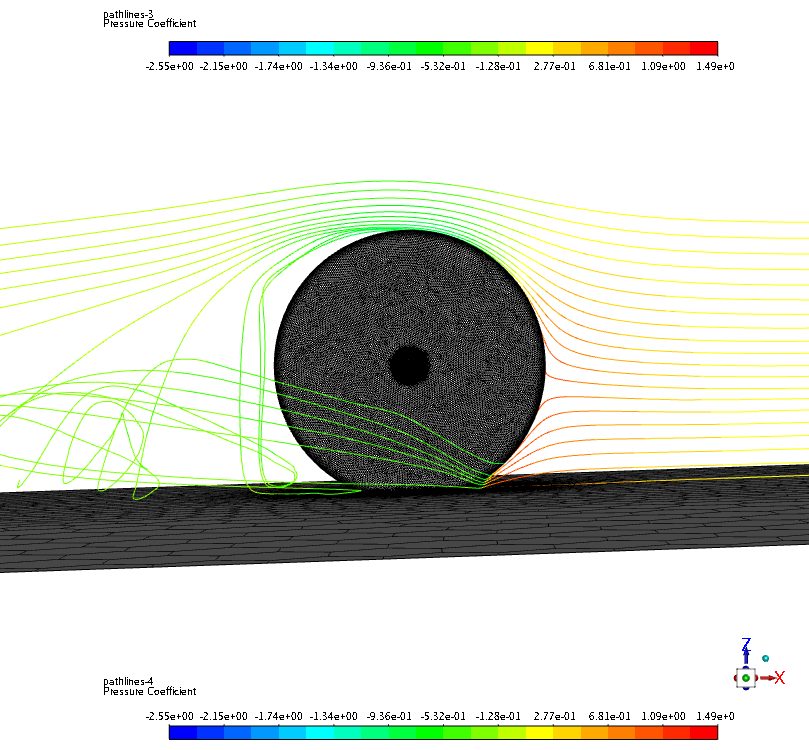 pathlines-3
Pressure Coefficient
-2.55e+00 -2.15e+00 -1.74e+00 -1.34e+00 -9.36e-01 -5.32e-01 -1.28e-01 2.77e-01 6.81e-01 1.09e+00 1.49e+0
Z
X
pathlines-4
Pressure Coefficient
-2.55e+00 -2.15e+00 -1.74e+00 -1.34e+00 -9.36e-01 -5.32e-01 -1.28e-01 2.77e-01 6.81e-01 1.09e+00 1.49e+0